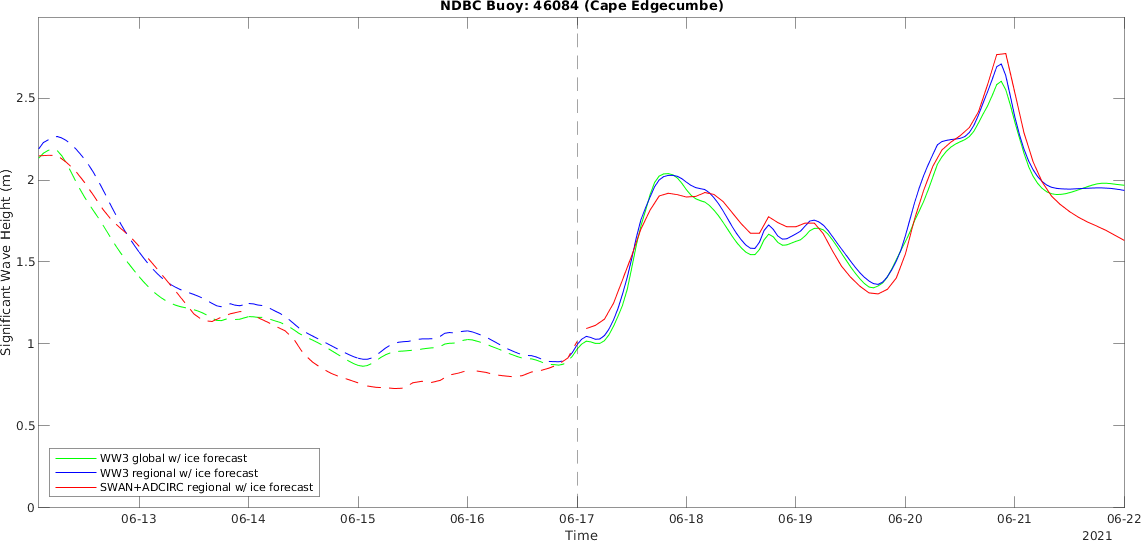 NDBC Buoy: 46084 (Cape Edgecumbe)
Significant Wave Height (m)
2.5
2
1.5
1
0.5
0
WW3 global w/ ice forecast
WW3 regional w/ ice forecast
SWAN+ADCIRC regional w/ ice forecast
06-13 06-14 06-15 06-16 06-17 06-18 06-19 06-20 06-21 06-22
Time
2021